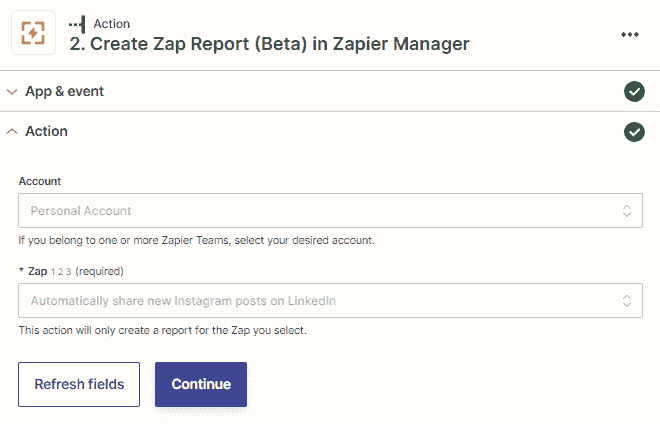 Action
2. Create Zap Report (Beta) in Zapier Manager
App & event
Action
Account
Personal Account
If you belong to one or more Zapier Teams, select your desired account.
* Zap 1 2 3 (required)
Automatically share new Instagram posts on LinkedIn
This action will only create a report for the Zap you select.
Refresh fields Continue